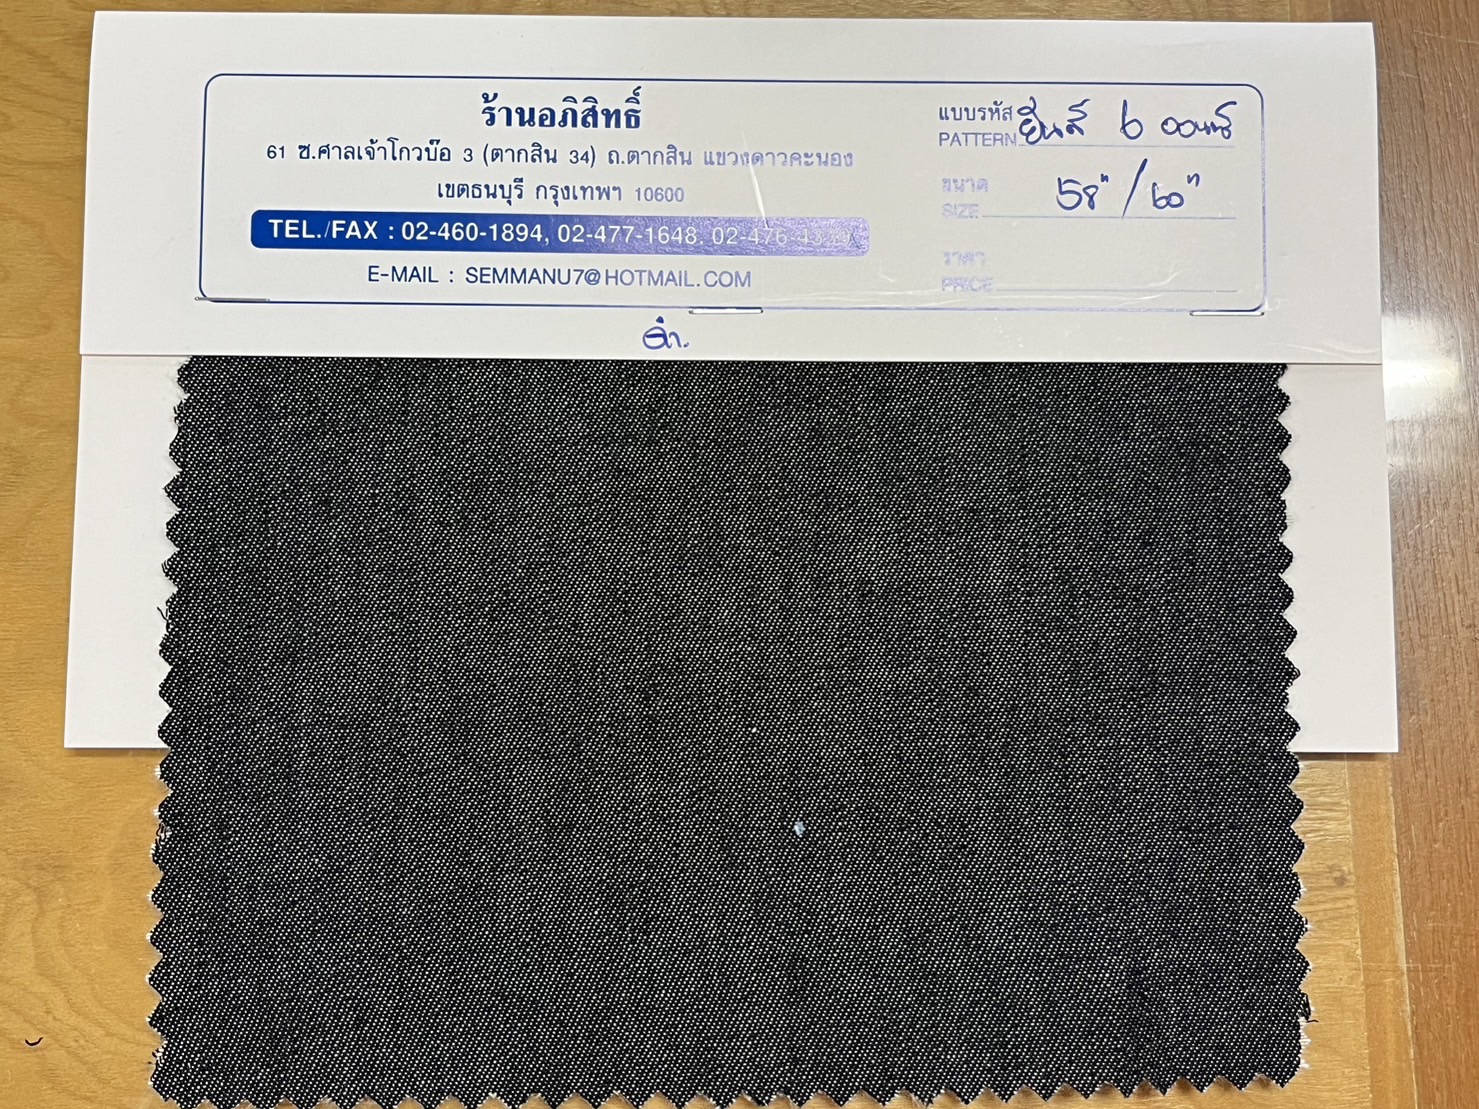 ร้านอภิสิทธิ์
61 ซ.ศาลเจ้าโกวบ๊อ 3 (ตากสิน 34) ถ.ตากสิน แขวงดาวคะนอง
เขตธนบุรี กรุงเทพฯ 10600
TEL./FAX : 02-460-1894, 02-477-1648,
E-MAIL : SEMMANU7@HOTMAIL.COM
แบบรหัส ยีนส์ 6 ออนซ์
PATTERN
ขนาด 58"/60"
SIZE
ราคา
PRICE
ดำ.